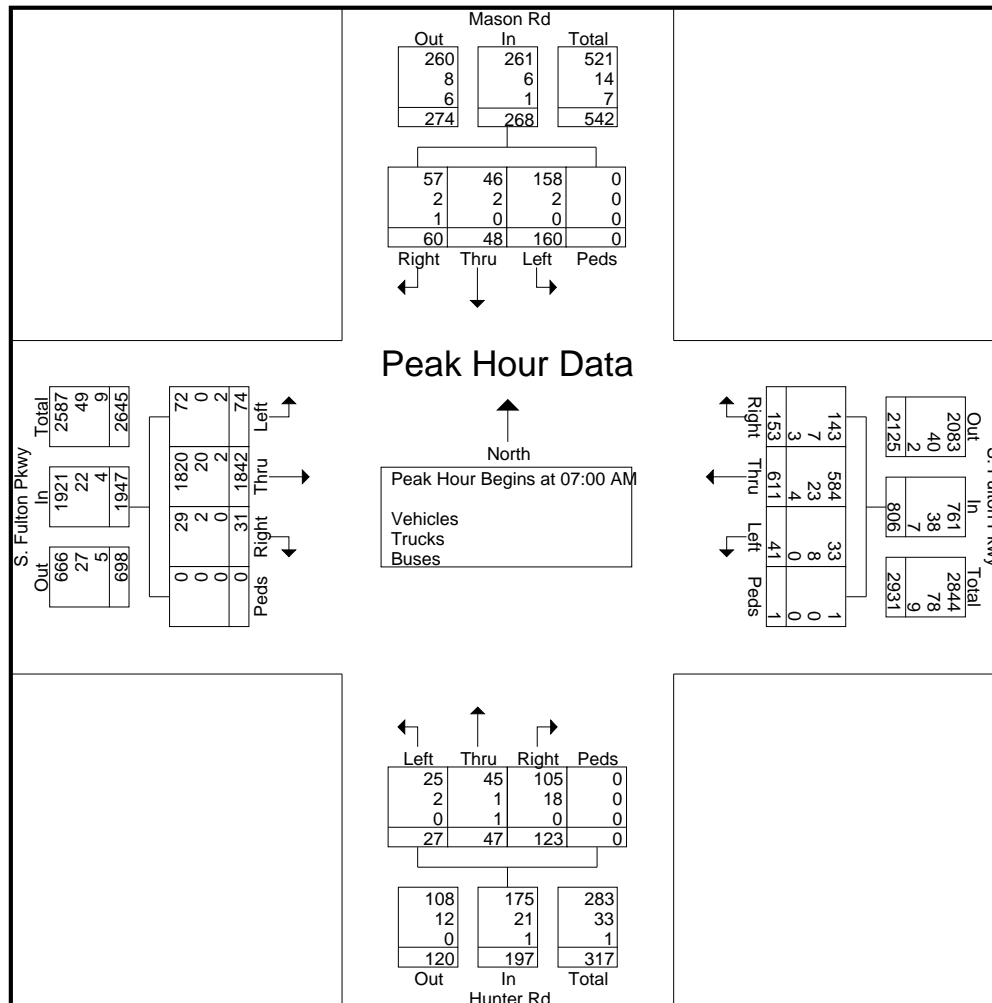 Mason Rd
Out In Total
260 261 521
8 6 14
6 1 7
274 268 542
57 46 158 0
2 2 2 0
1 0 0 0
60 48 160 0
Right Thru Left Peds
Peak Hour Data
North
Peak Hour Begins at 07:00 AM
Vehicles
Trucks
Buses
S. Fulton Pkwy
Total In Out
2587 1921 666
49 22 27
9 4 5
2645 1947 698
72 1820 29 0
0 20 2 0
2 2 0 0
74 1842 31 0
Left Thru Right Peds
Right Thru Left Peds
153 611 41 1
3 4 0 0
7 23 8 0
143 584 33 1
2125 806 2931
2 7 9
40 38 78
2083 761 2844
Out In Total
Left Thru Right Peds
25 45 105 0
2 1 18 0
0 1 0 0
27 47 123 0
108 175 283
12 21 33
0 1 1
120 197 317
Out In Total
Hunter Rd